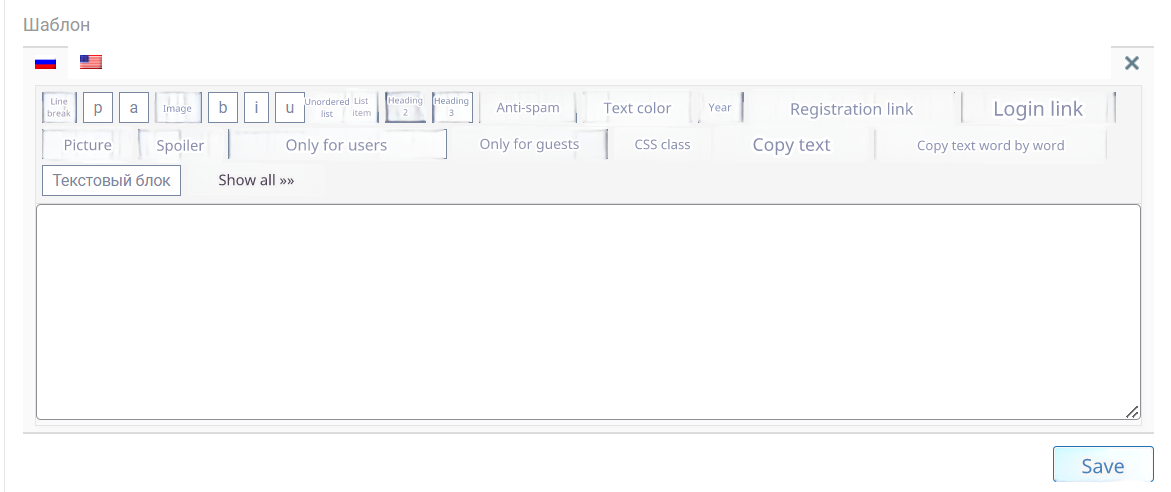 Шаблон
Line break p a Image b i u Unordered list List item Heading 2 Heading 3 Anti-spam Text color Year Registration link Login link
Picture Spoiler Only for users Only for guests CSS class Copy text Copy text word by word
Текстовый блок Show all »»
Save